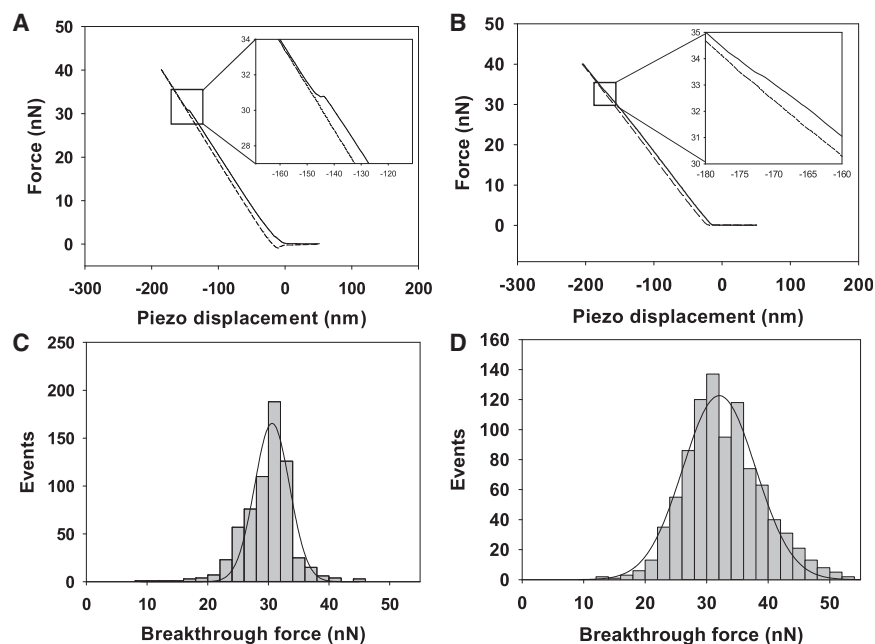 A
50
40
30
20
10
0
Force (nN)
-300 -200 -100 0 100 200
Piezo displacement (nm)
34
32
30
28
-160 -150 -140 -130 -120
B
50
40
30
20
10
0
Force (nN)
-300 -200 -100 0 100 200
Piezo displacement (nm)
35
34
33
32
31
30
-180 -175 -170 -165 -160
C
250
200
150
100
50
0
Events
0 10 20 30 40 50
Breakthrough force (nN)
D
160
140
120
100
80
60
40
20
0
Events
0 10 20 30 40 50
Breakthrough force (nN)